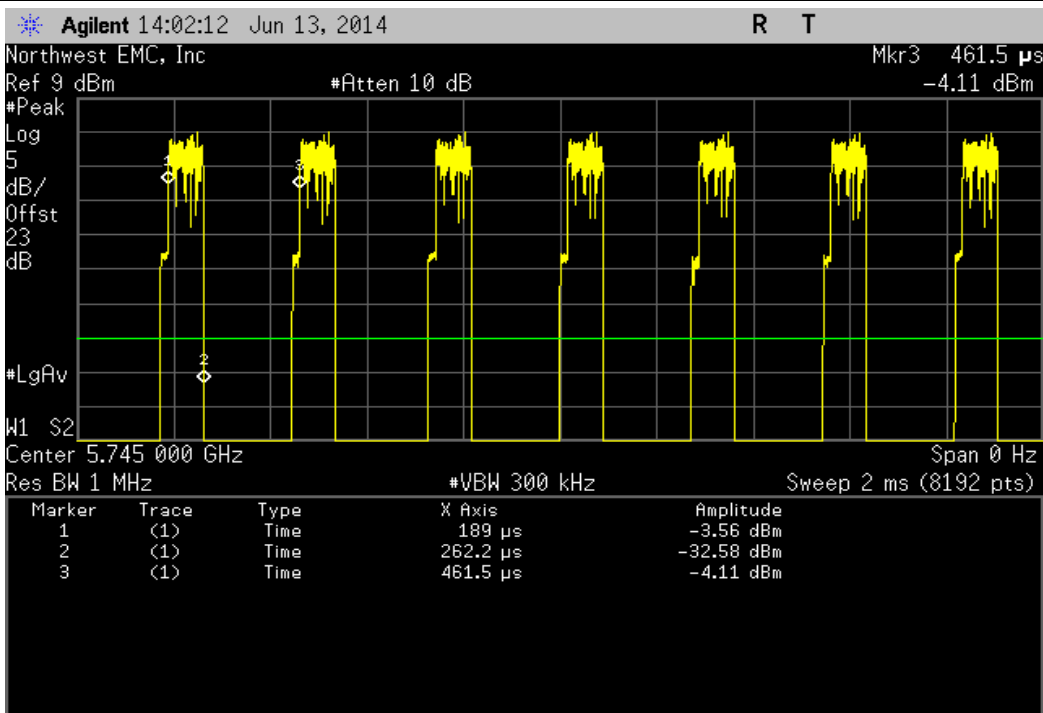 Agilent 14:02:12 Jun 13, 2014 R T
Northwest EMC, Inc Mkr3 461.5 µs
Ref 9 dBm #Atten 10 dB -4.11 dBm
#Peak
Log
5
dB/
Offst
23
dB
1
3
2
#LgAv
W1 S2
Center 5.745 000 GHz Span 0 Hz
Res BW 1 MHz #VBW 300 kHz Sweep 2 ms (8192 pts)
Marker Trace Type X Axis Amplitude
1 (1) Time 189 µs -3.56 dBm
2 (1) Time 262.2 µs -32.58 dBm
3 (1) Time 461.5 µs -4.11 dBm